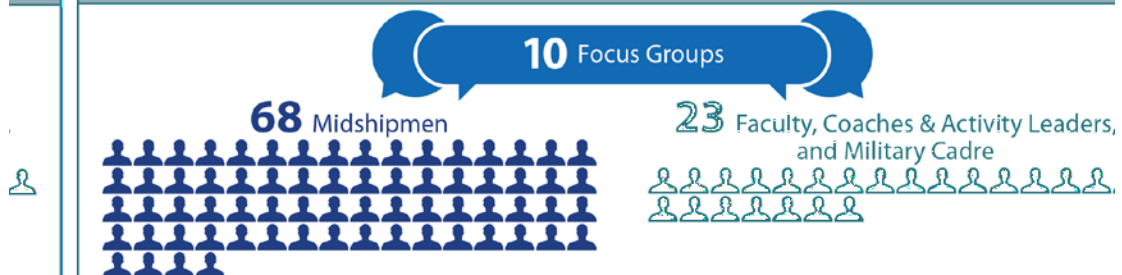 10 Focus Groups
68 Midshipmen
23 Faculty, Coaches & Activity Leaders,
and Military Cadre